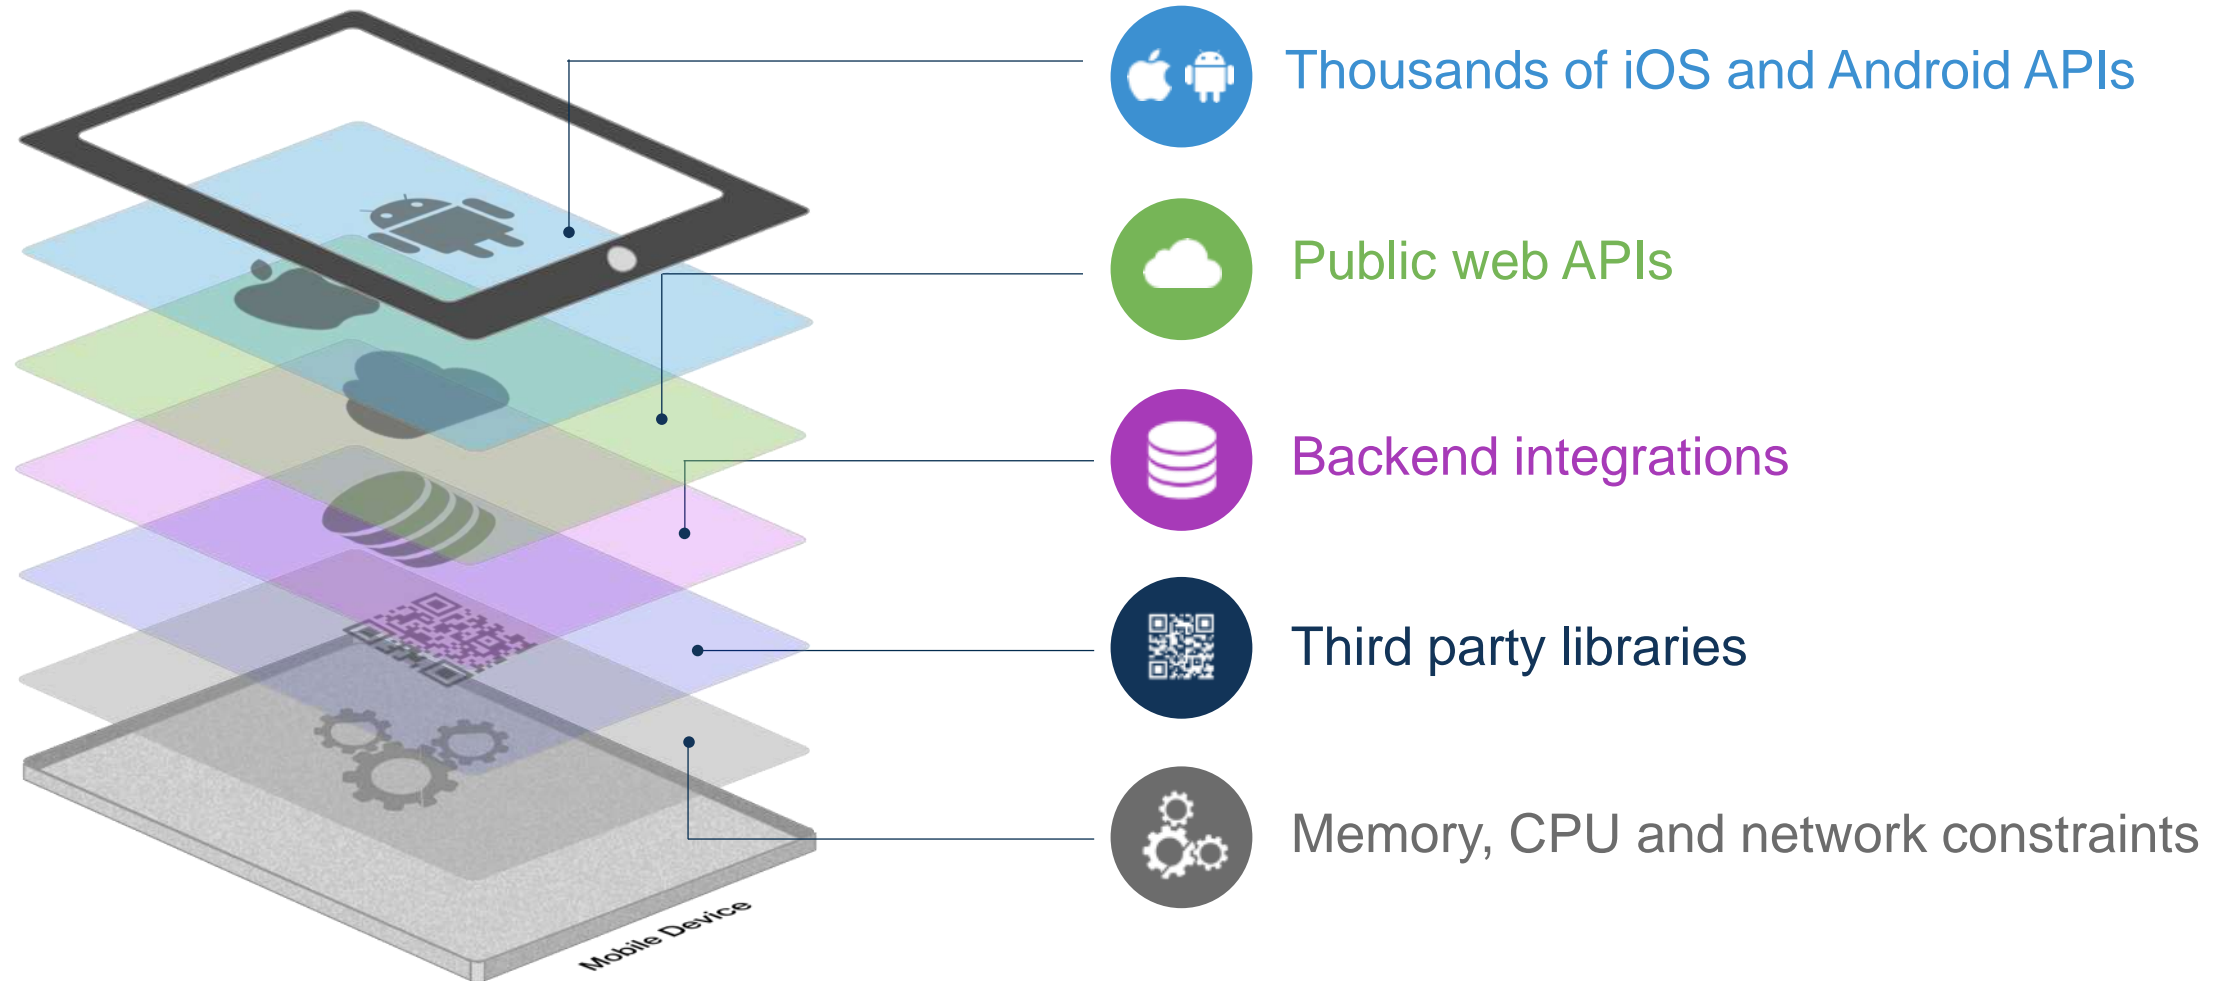 Thousands of iOS and Android APIs
Public web APIs
Backend integrations
Third party libraries
Memory, CPU and network constraints
Mobile Device